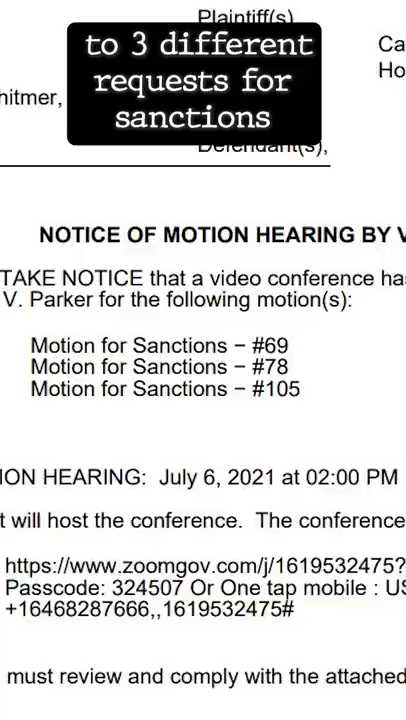 Plaintiff(s)
to 3 different
requests for
sanctions
Ca
Ho
hitmer,
Defendant(s),
NOTICE OF MOTION HEARING BY V
TAKE NOTICE that a video conference ha
V. Parker for the following motion(s):
Motion for Sanctions − #69
Motion for Sanctions − #78
Motion for Sanctions − #105
ION HEARING:  July 6, 2021 at 02:00 PM
t will host the conference.  The conference
https://www.zoomgov.com/j/1619532475?
Passcode: 324507 Or One tap mobile : US
+16468287666,,1619532475#
must review and comply with the attached